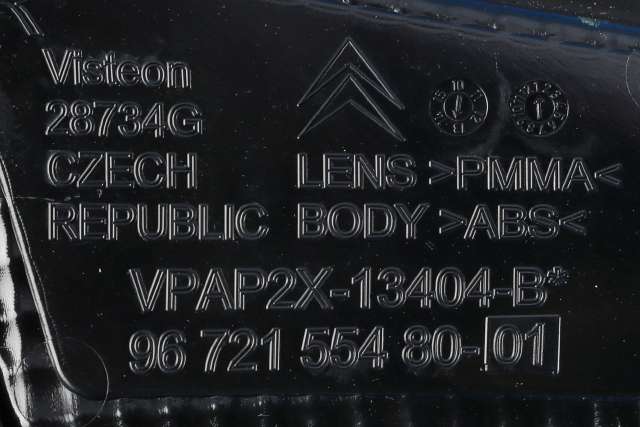 Visteon
28734G
CZECH LENS >PMMA<
REPUBLIC BODY >ABS<
VPAP2X-13404-B*
96 721 554 80-01